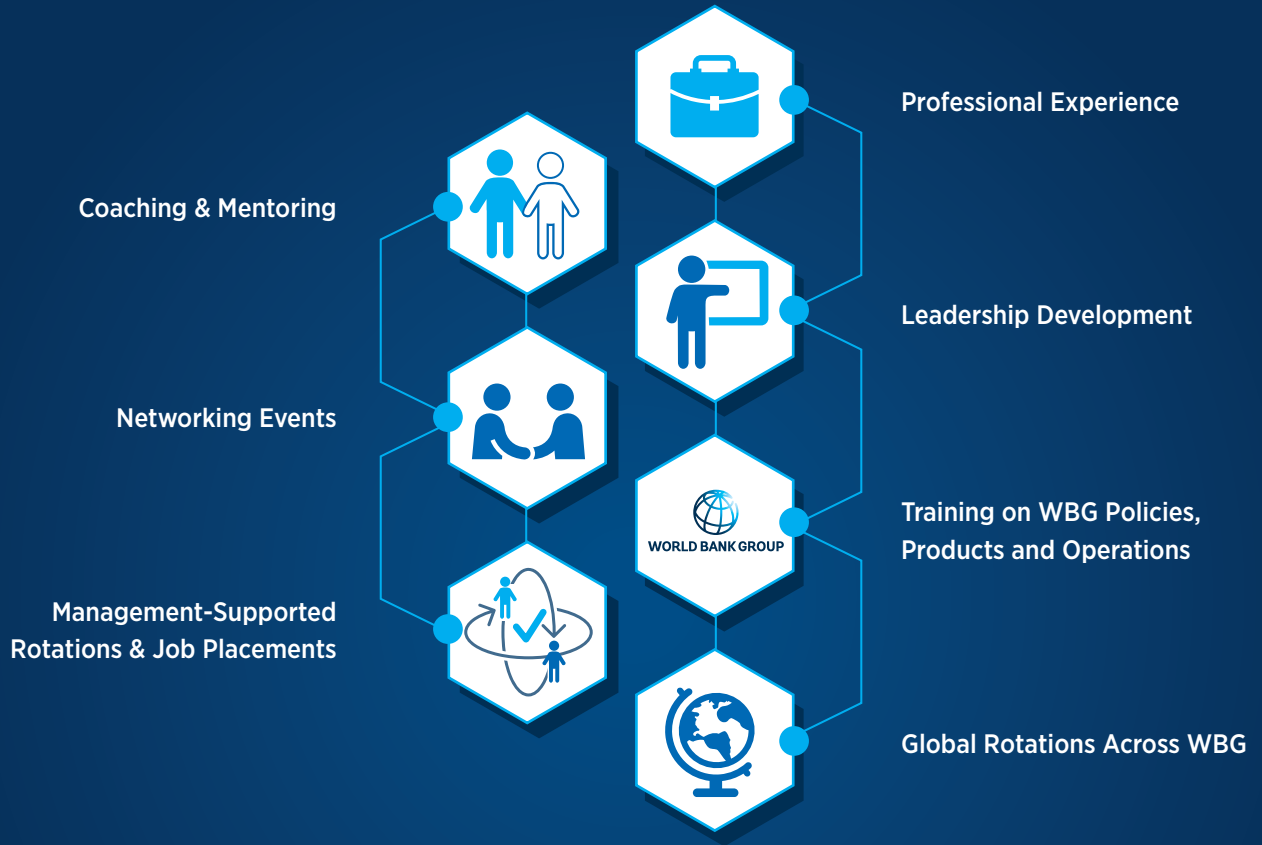 Professional Experience
Coaching & Mentoring
Leadership Development
Networking Events
WORLD BANK GROUP
Training on WBG Policies,
Products and Operations
Management-Supported
Rotations & Job Placements
Global Rotations Across WBG